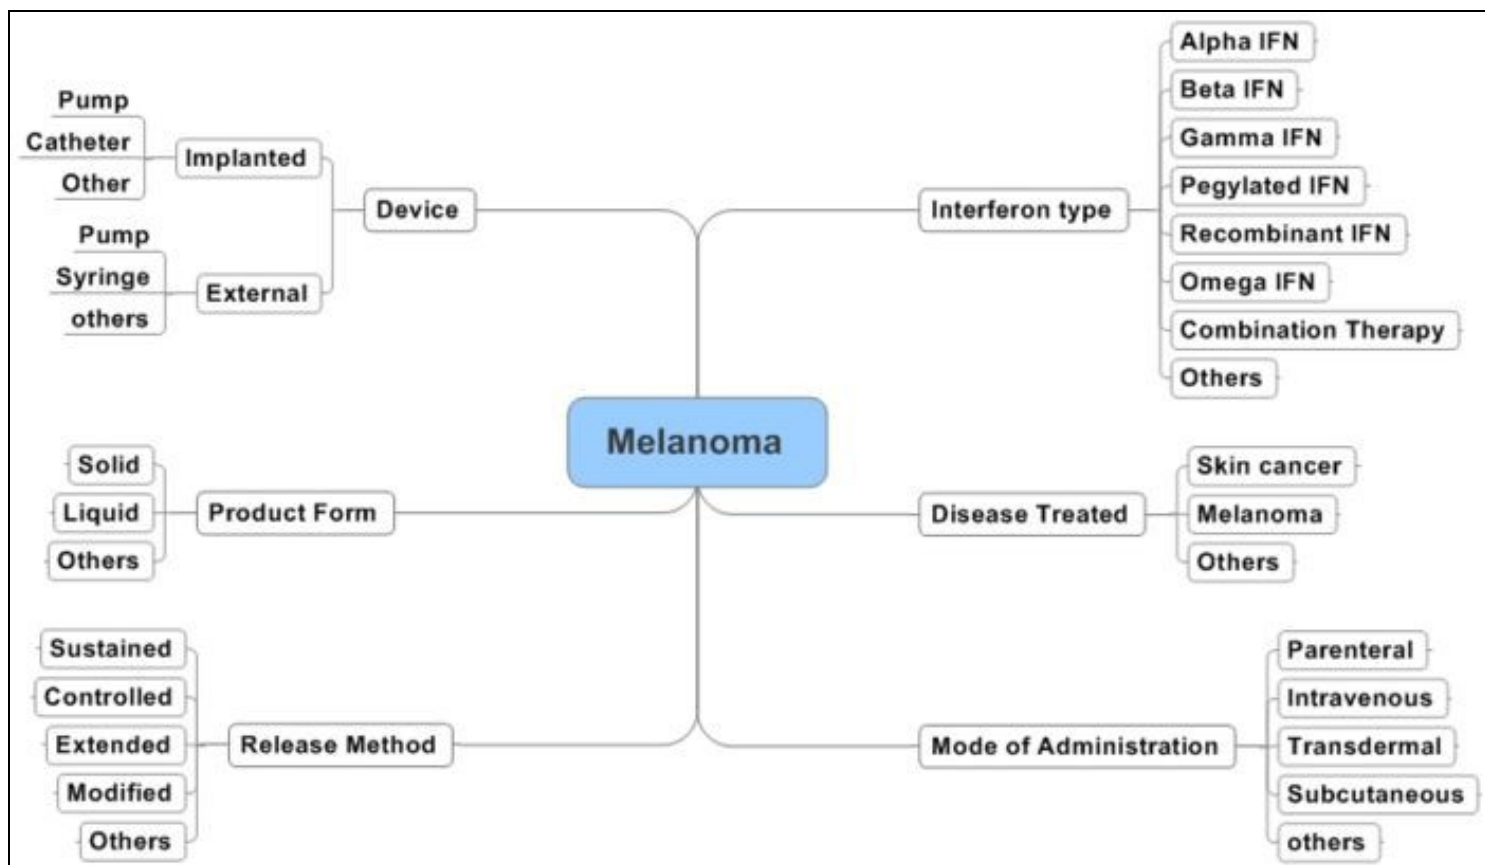 Melanoma
Device
Implanted
Pump
Catheter
Other
External
Pump
Syringe
others
Product Form
Solid
Liquid
Others
Release Method
Sustained
Controlled
Extended
Modified
Others
Interferon type
Alpha IFN
Beta IFN
Gamma IFN
Pegylated IFN
Recombinant IFN
Omega IFN
Combination Therapy
Others
Disease Treated
Skin cancer
Melanoma
Others
Mode of Administration
Parenteral
Intravenous
Transdermal
Subcutaneous
others